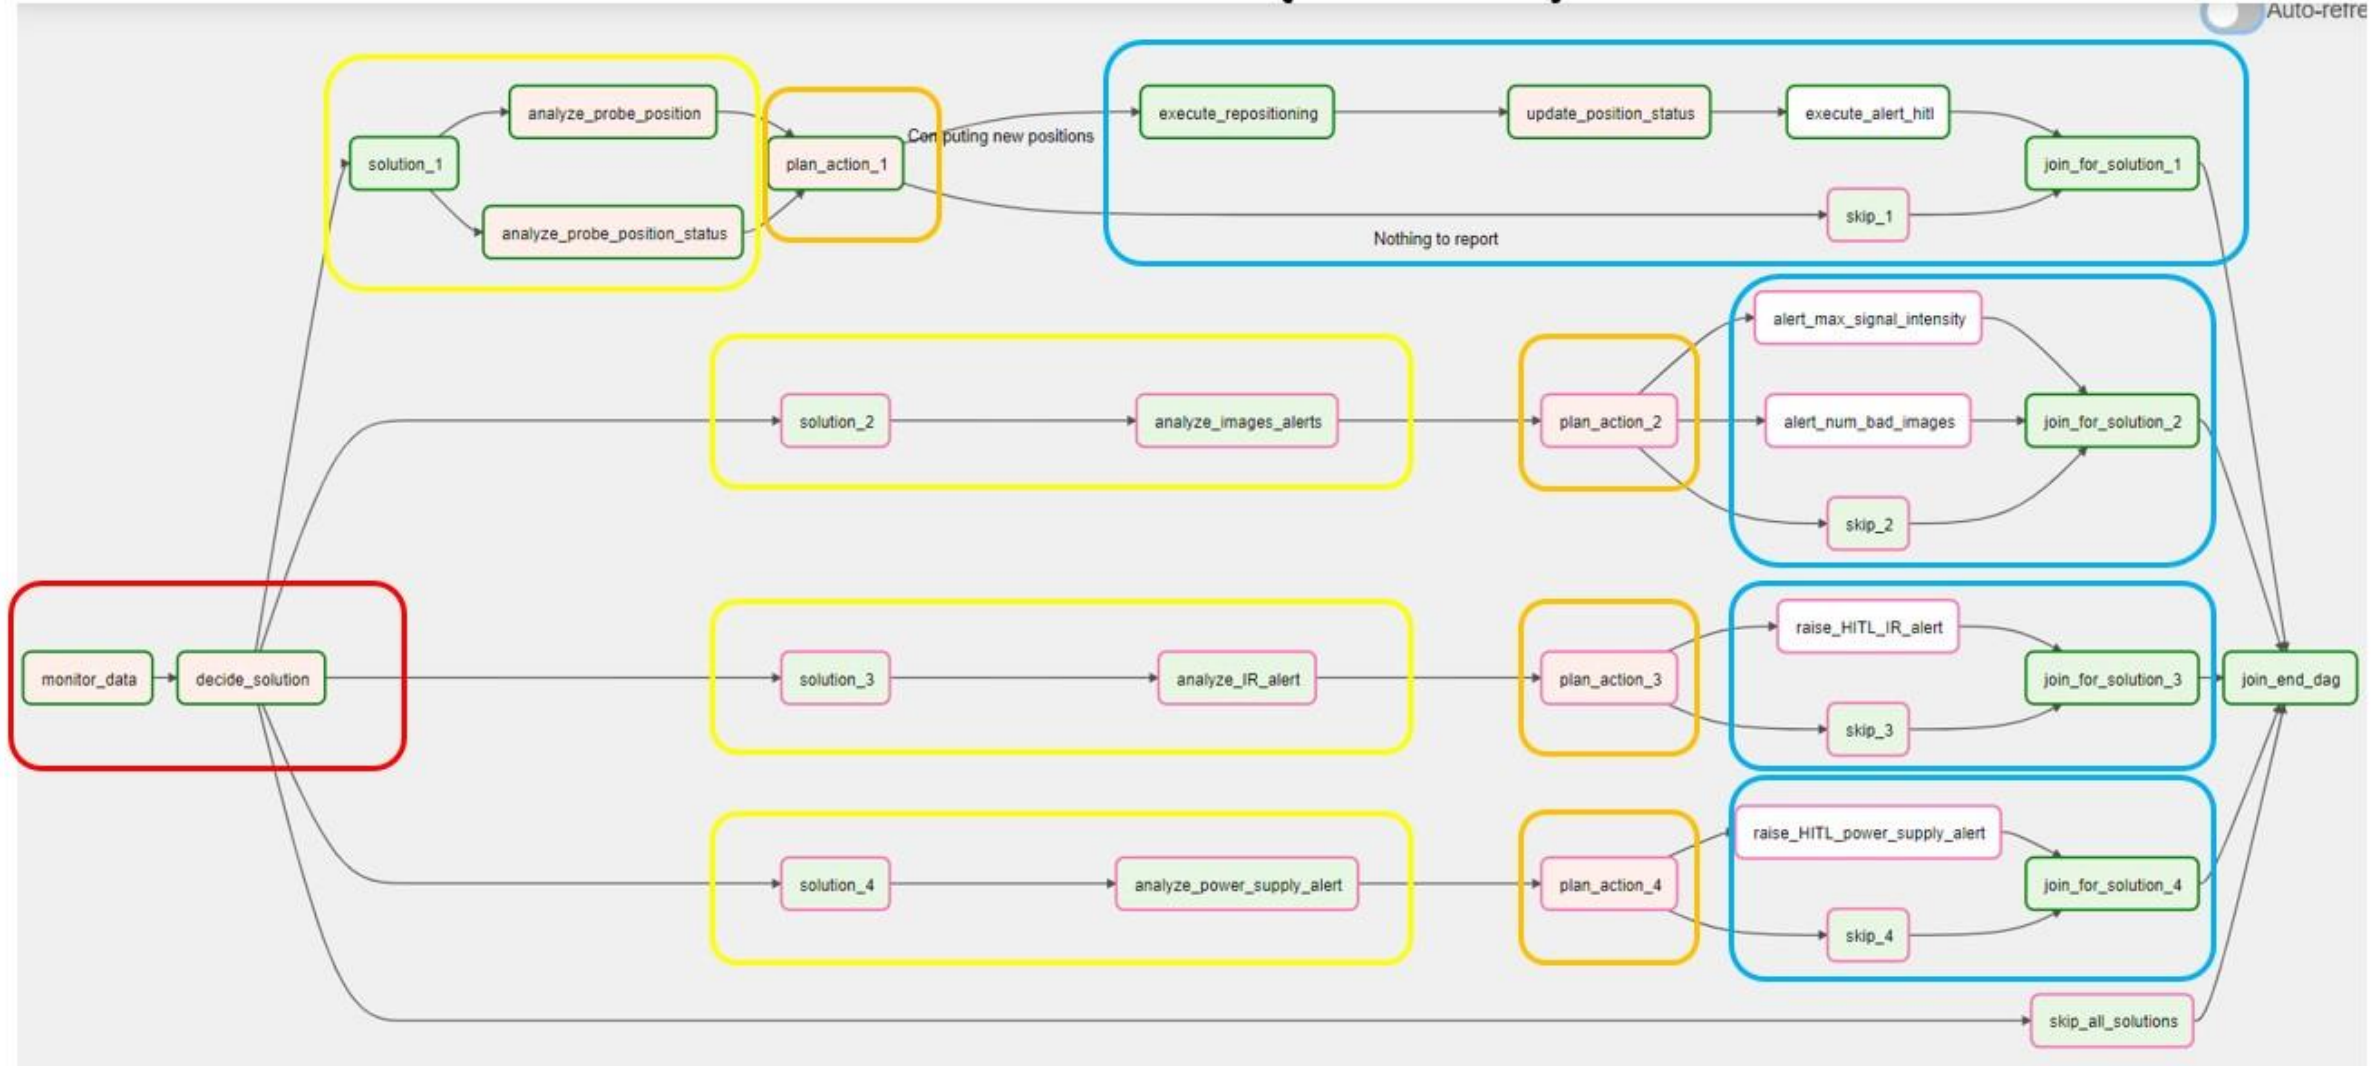 Auto-refre
analyze_probe_position
solution_1
analyze_probe_position_status
plan_action_1
Computing new positions
execute_repositioning
update_position_status
execute_alert_hitl
join_for_solution_1
skip_1
Nothing to report
alert_max_signal_intensity
solution_2
analyze_images_alerts
plan_action_2
alert_num_bad_images
join_for_solution_2
skip_2
monitor_data
decide_solution
solution_3
analyze_IR_alert
plan_action_3
raise_HITL_IR_alert
join_for_solution_3
join_end_dag
skip_3
solution_4
analyze_power_supply_alert
plan_action_4
raise_HITL_power_supply_alert
join_for_solution_4
skip_4
skip_all_solutions